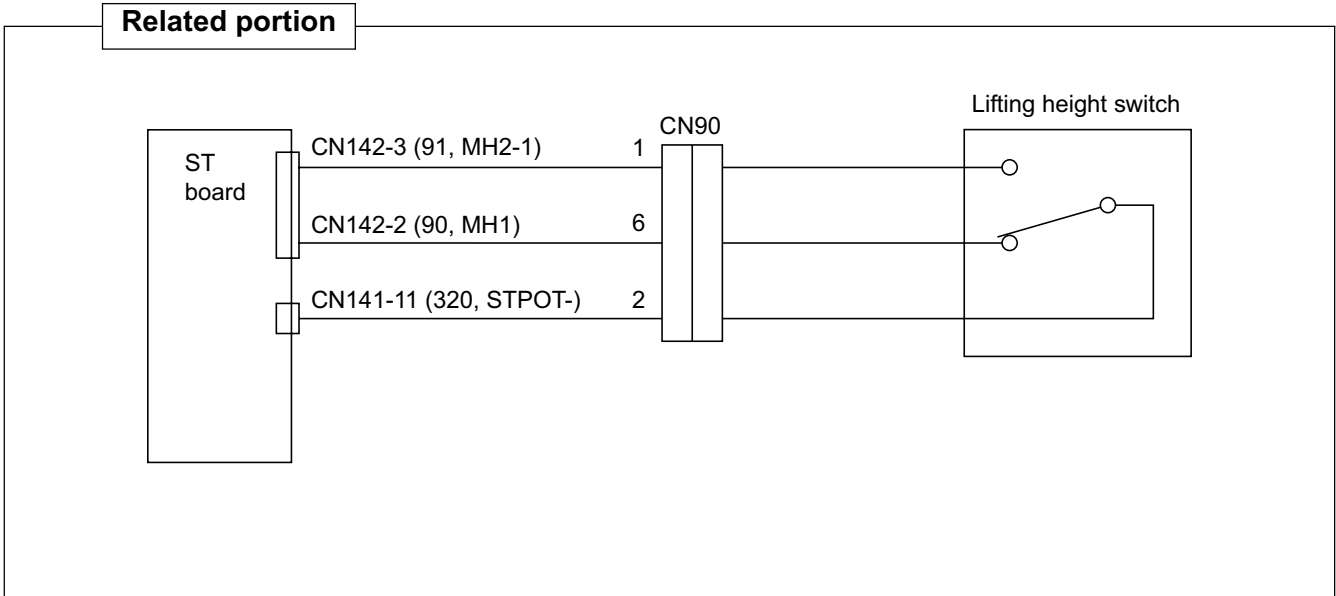 Related portion
Lifting height switch
ST
board
CN142-3 (91, MH2-1)
1
CN90
CN142-2 (90, MH1)
6
CN141-11 (320, STPOT-)
2